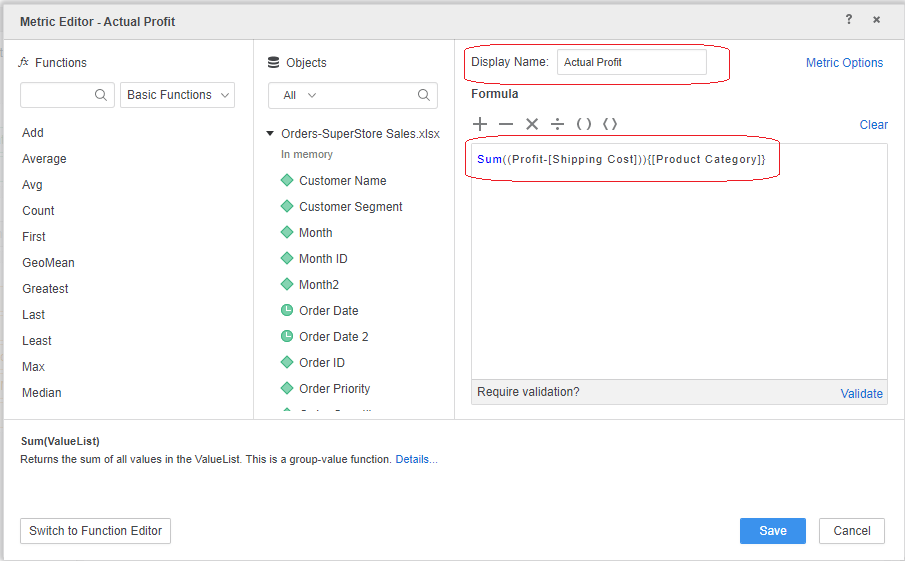 Metric Editor - Actual Profit
? ×
fx Functions
Basic Functions
Add
Average
Avg
Count
First
GeoMean
Greatest
Last
Least
Max
Median
Objects
All
Orders-SuperStore Sales.xlsx
In memory
Customer Name
Customer Segment
Month
Month ID
Month2
Order Date
Order Date 2
Order ID
Order Priority
Display Name: Actual Profit
Metric Options
Formula
+ − × ÷ ( ) { }
Clear
Sum((Profit-[Shipping Cost])){[Product Category]}
Require validation?
Validate
Sum(ValueList)
Returns the sum of all values in the ValueList. This is a group-value function. Details...
Switch to Function Editor
Save
Cancel